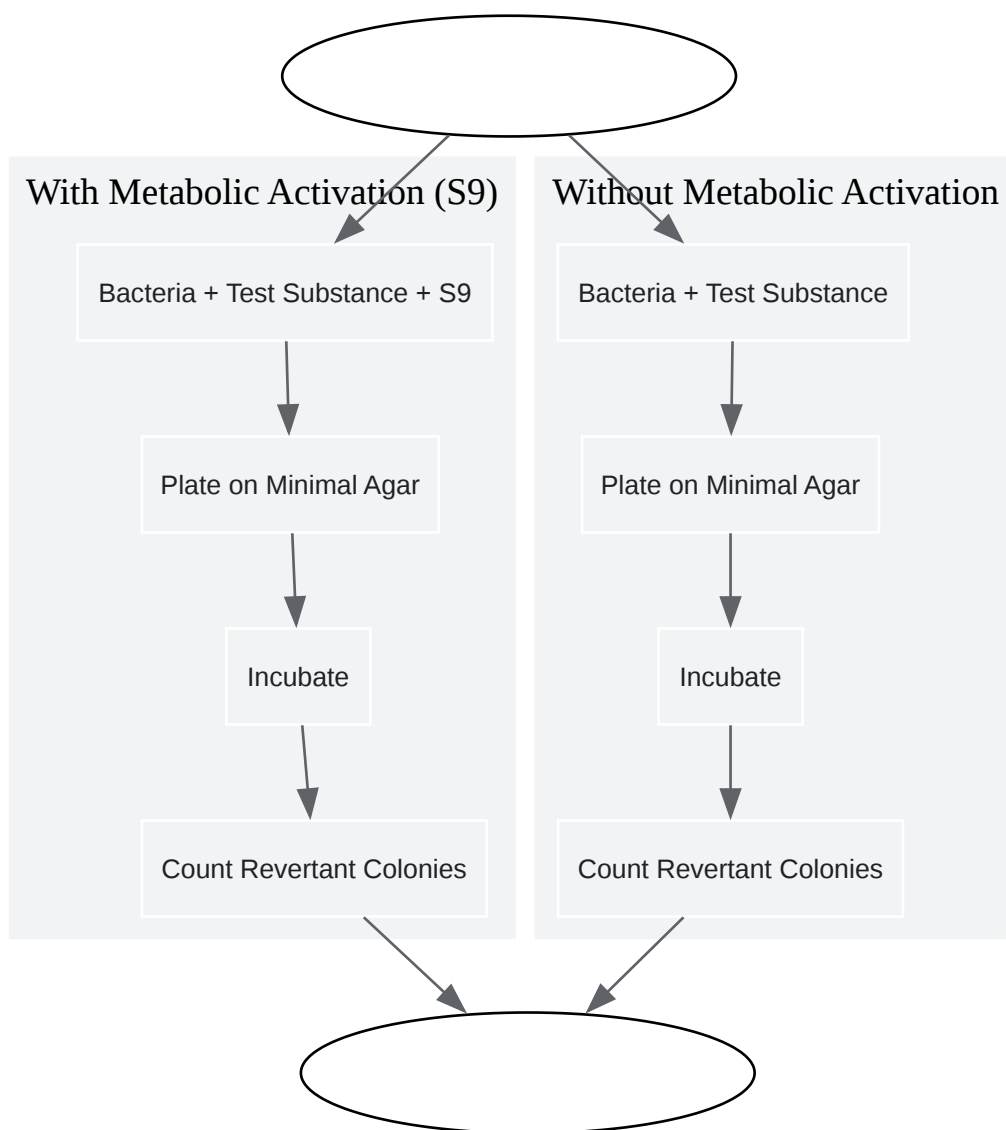 With Metabolic Activation (S9)
Bacteria + Test Substance + S9
Plate on Minimal Agar
Incubate
Count Revertant Colonies
Without Metabolic Activation
Bacteria + Test Substance
Plate on Minimal Agar
Incubate
Count Revertant Colonies